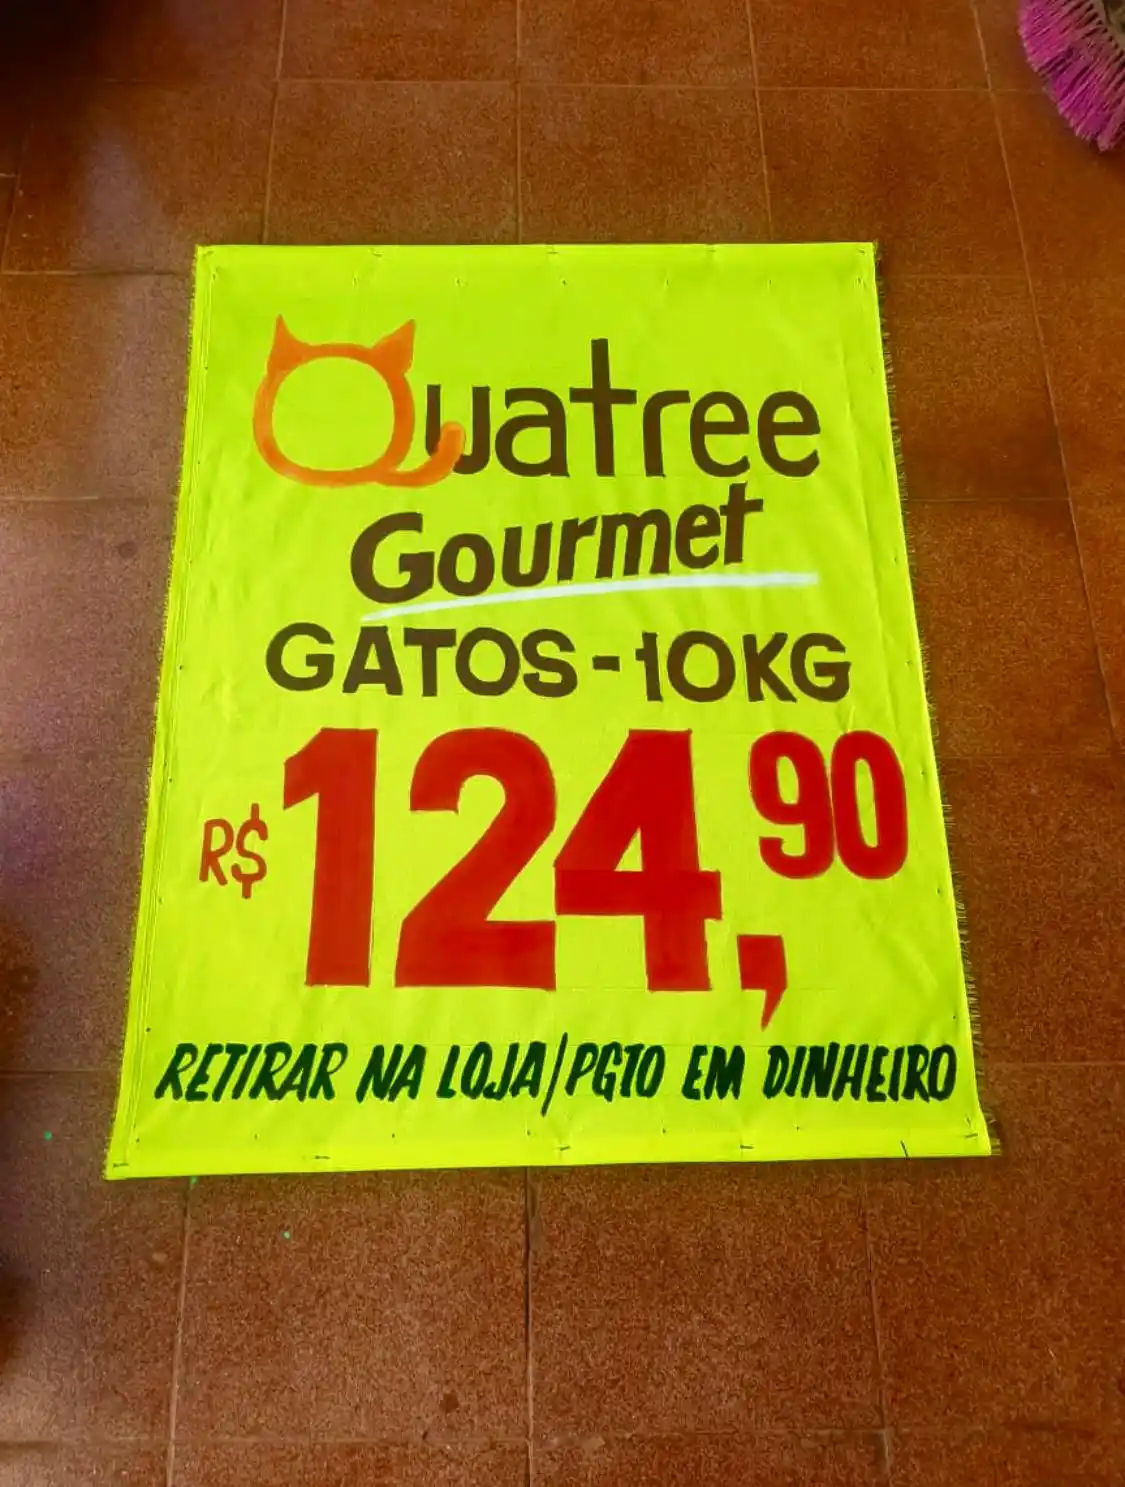 Quatree
Gourmet
GATOS - 10KG
R$ 124,90
RETIRAR NA LOJA/PGTO EM DINHEIRO